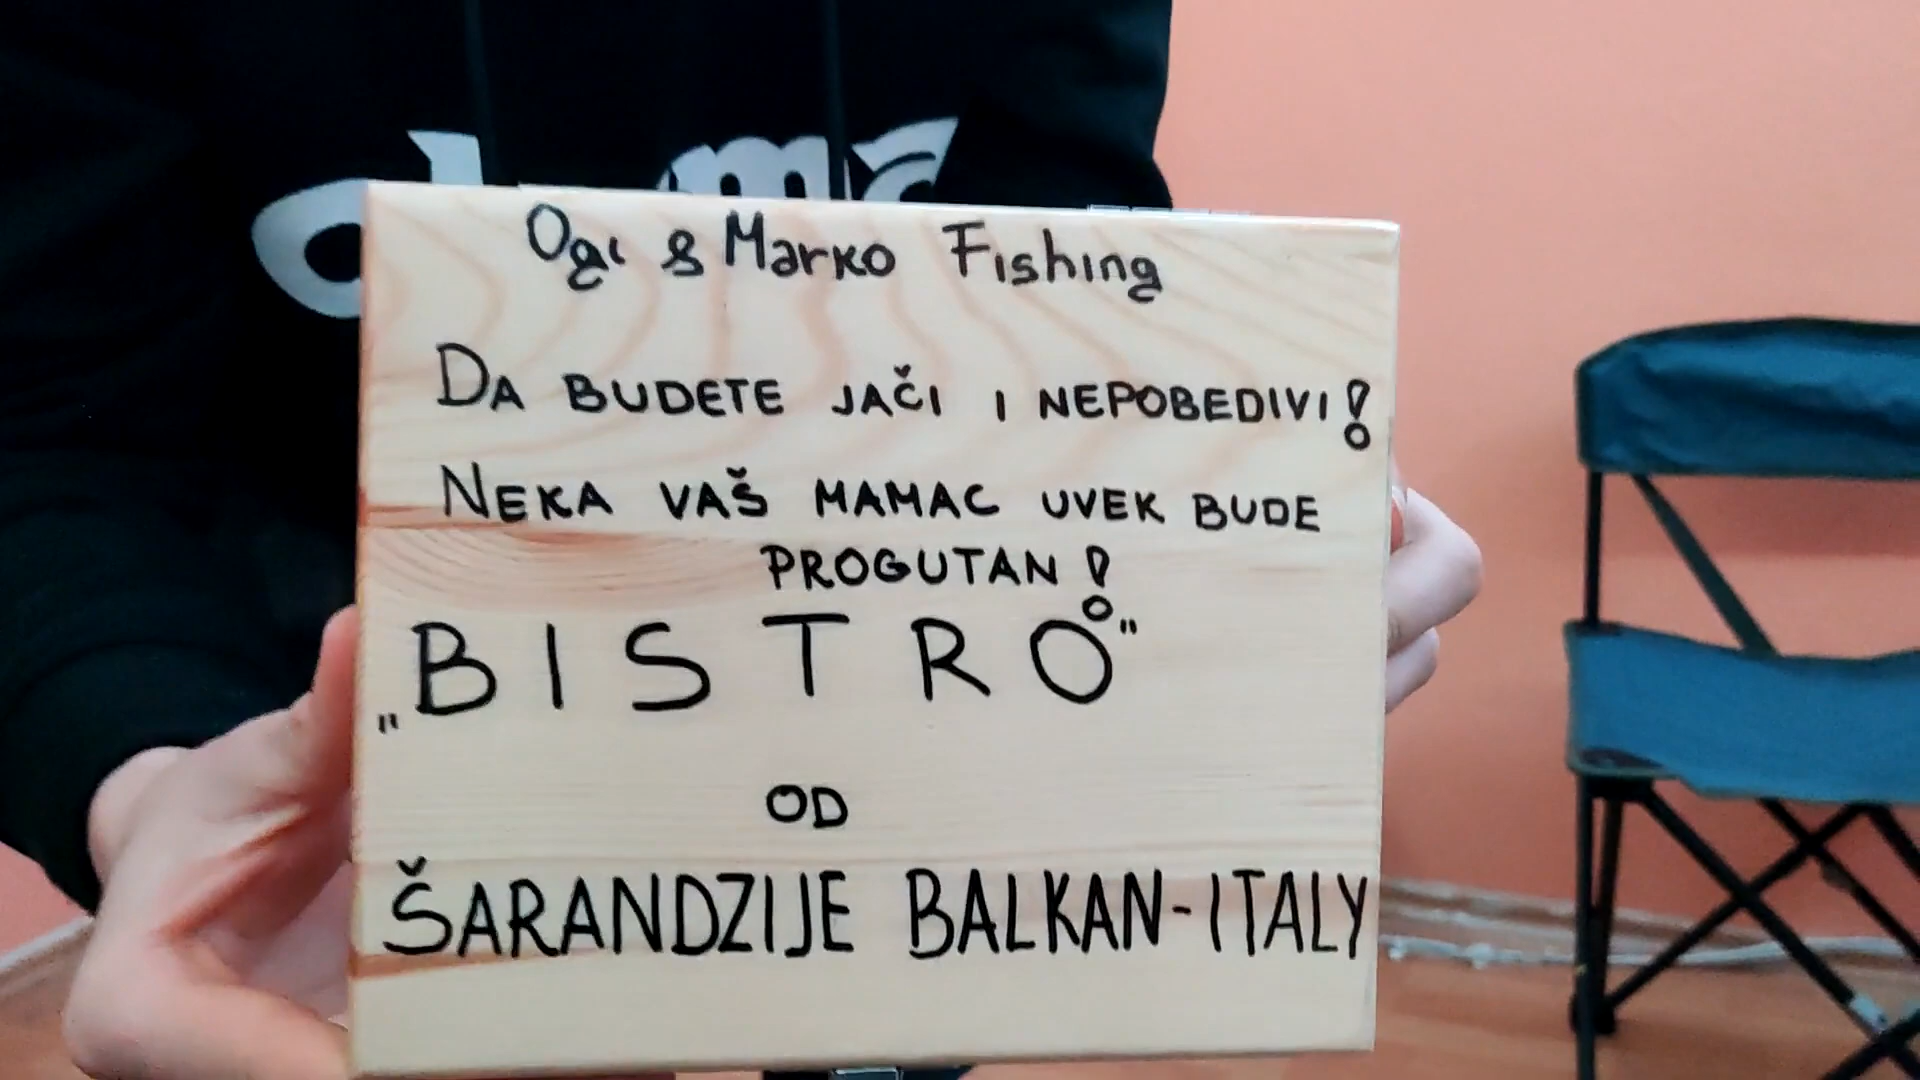 Ogi & Marko Fishing
DA BUDETE JAČI I NEPOBEDIVI!
NEKA VAŠ MAMAC UVEK BUDE
PROGUTAN!
„BISTRO"
OD
ŠARANDZIJE BALKAN-ITALY